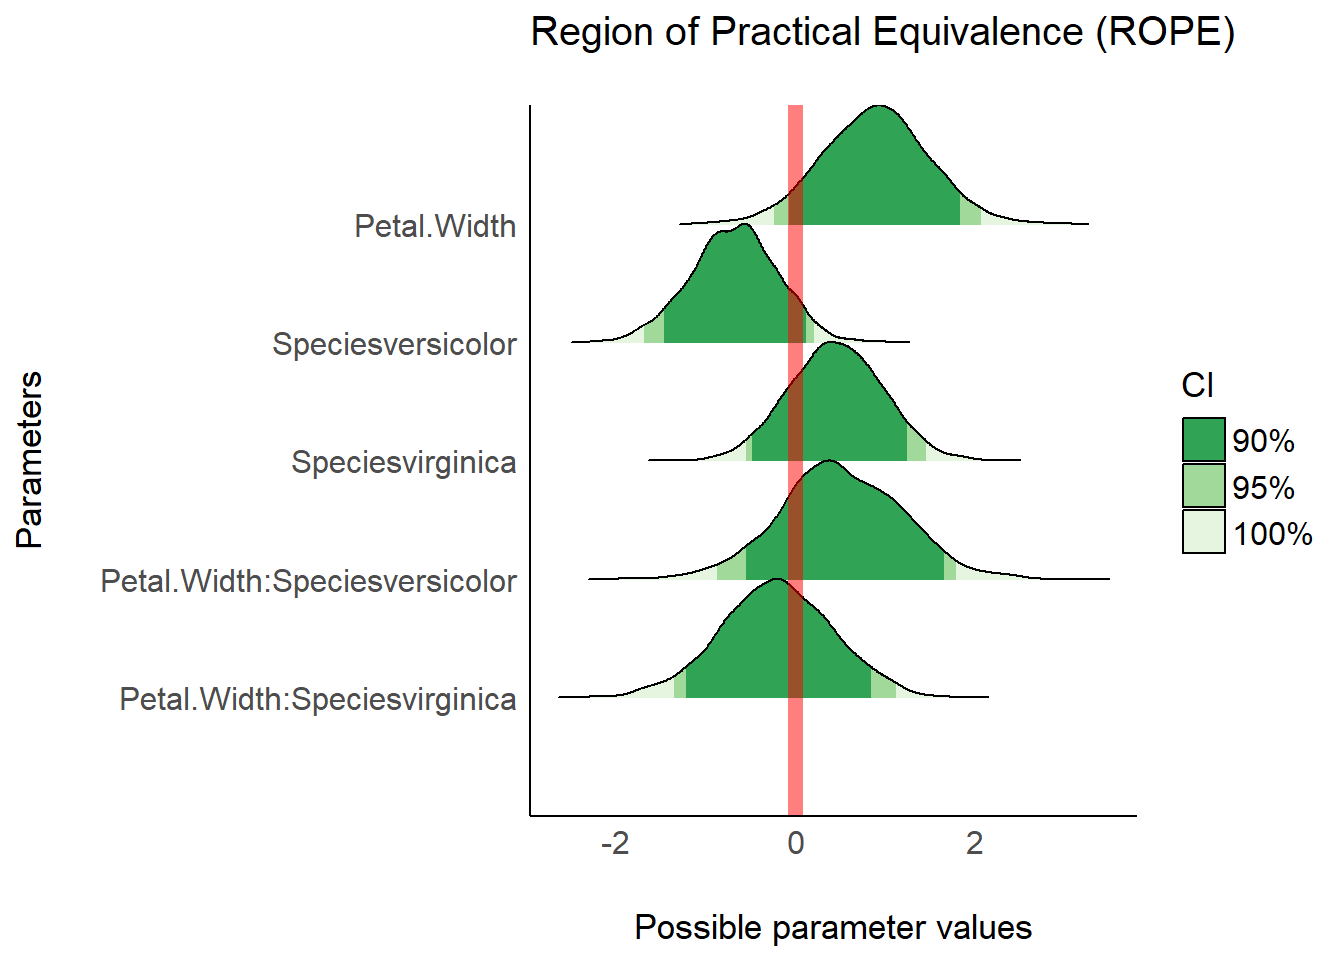 Region of Practical Equivalence (ROPE)
Parameters
Petal.Width
Speciesversicolor
Speciesvirginica
Petal.Width:Speciesversicolor
Petal.Width:Speciesvirginica
-2 0 2
Possible parameter values
CI
90%
95%
100%